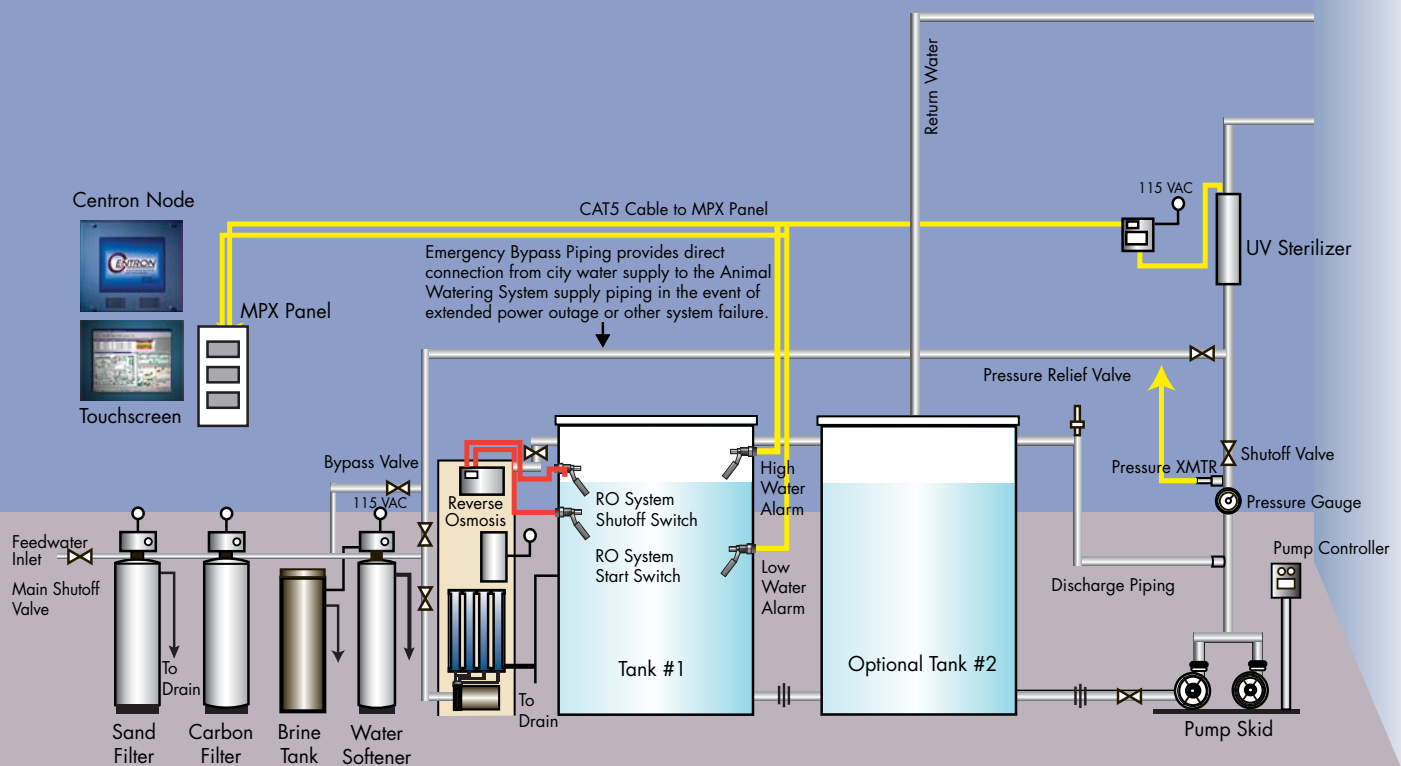 Return Water
Centron Node
CENTRON
Touchscreen
MPX Panel
CAT5 Cable to MPX Panel
115 VAC
UV Sterilizer
Emergency Bypass Piping provides direct
connection from city water supply to the Animal
Watering System supply piping in the event of
extended power outage or other system failure.
Pressure Relief Valve
Bypass Valve
115 VAC
Reverse
Osmosis
RO System
Shutoff Switch
RO System
Start Switch
High
Water
Alarm
Low
Water
Alarm
Shutoff Valve
Pressure XMTR
Pressure Gauge
Pump Controller
Discharge Piping
Feedwater
Inlet
Main Shutoff
Valve
To
Drain
To
Drain
Tank #1
Optional Tank #2
Pump Skid
Sand
Filter
Carbon
Filter
Brine
Tank
Water
Softener